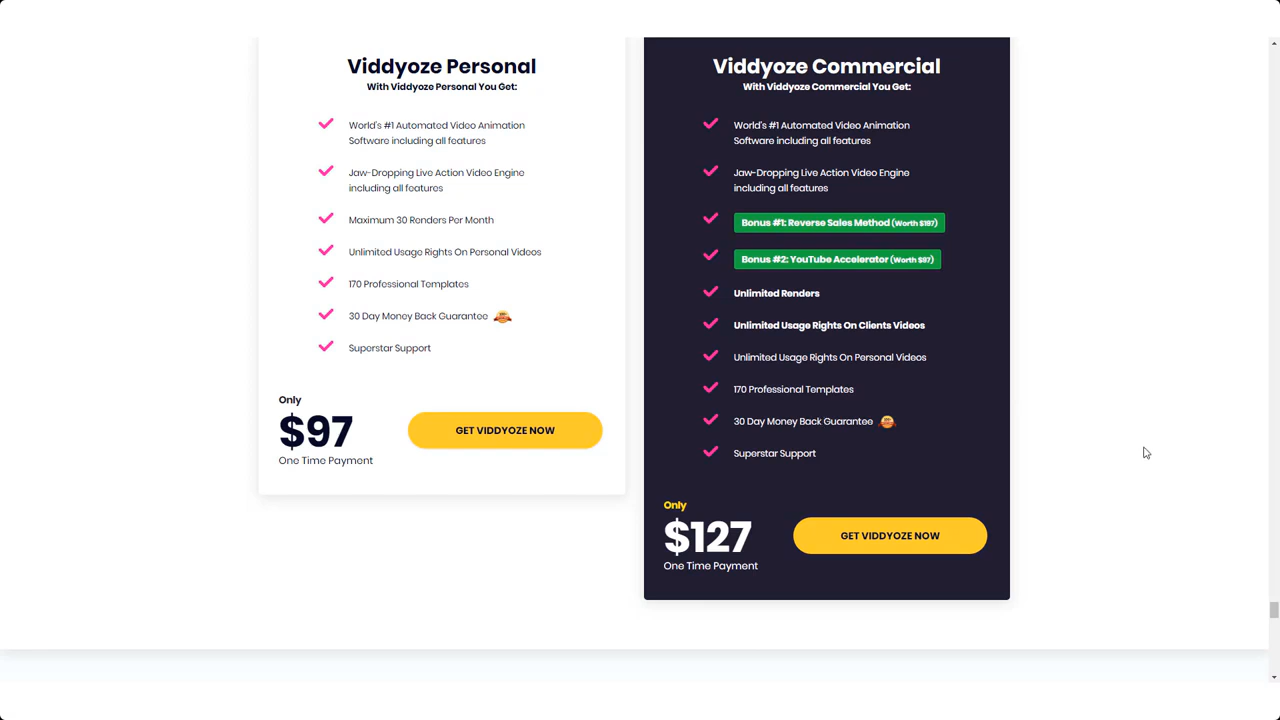 Viddyoze Personal
With Viddyoze Personal You Get:
World's #1 Automated Video Animation
Software including all features
Jaw-Dropping Live Action Video Engine
including all features
Maximum 30 Renders Per Month
Unlimited Usage Rights On Personal Videos
170 Professional Templates
30 Day Money Back Guarantee
Superstar Support
Only
$97
One Time Payment
GET VIDDYOZE NOW
Viddyoze Commercial
With Viddyoze Commercial You Get:
World's #1 Automated Video Animation
Software including all features
Jaw-Dropping Live Action Video Engine
including all features
Bonus #1: Reverse Sales Method (Worth $197)
Bonus #2: YouTube Accelerator (Worth $97)
Unlimited Renders
Unlimited Usage Rights On Clients Videos
Unlimited Usage Rights On Personal Videos
170 Professional Templates
30 Day Money Back Guarantee
Superstar Support
Only
$127
One Time Payment
GET VIDDYOZE NOW